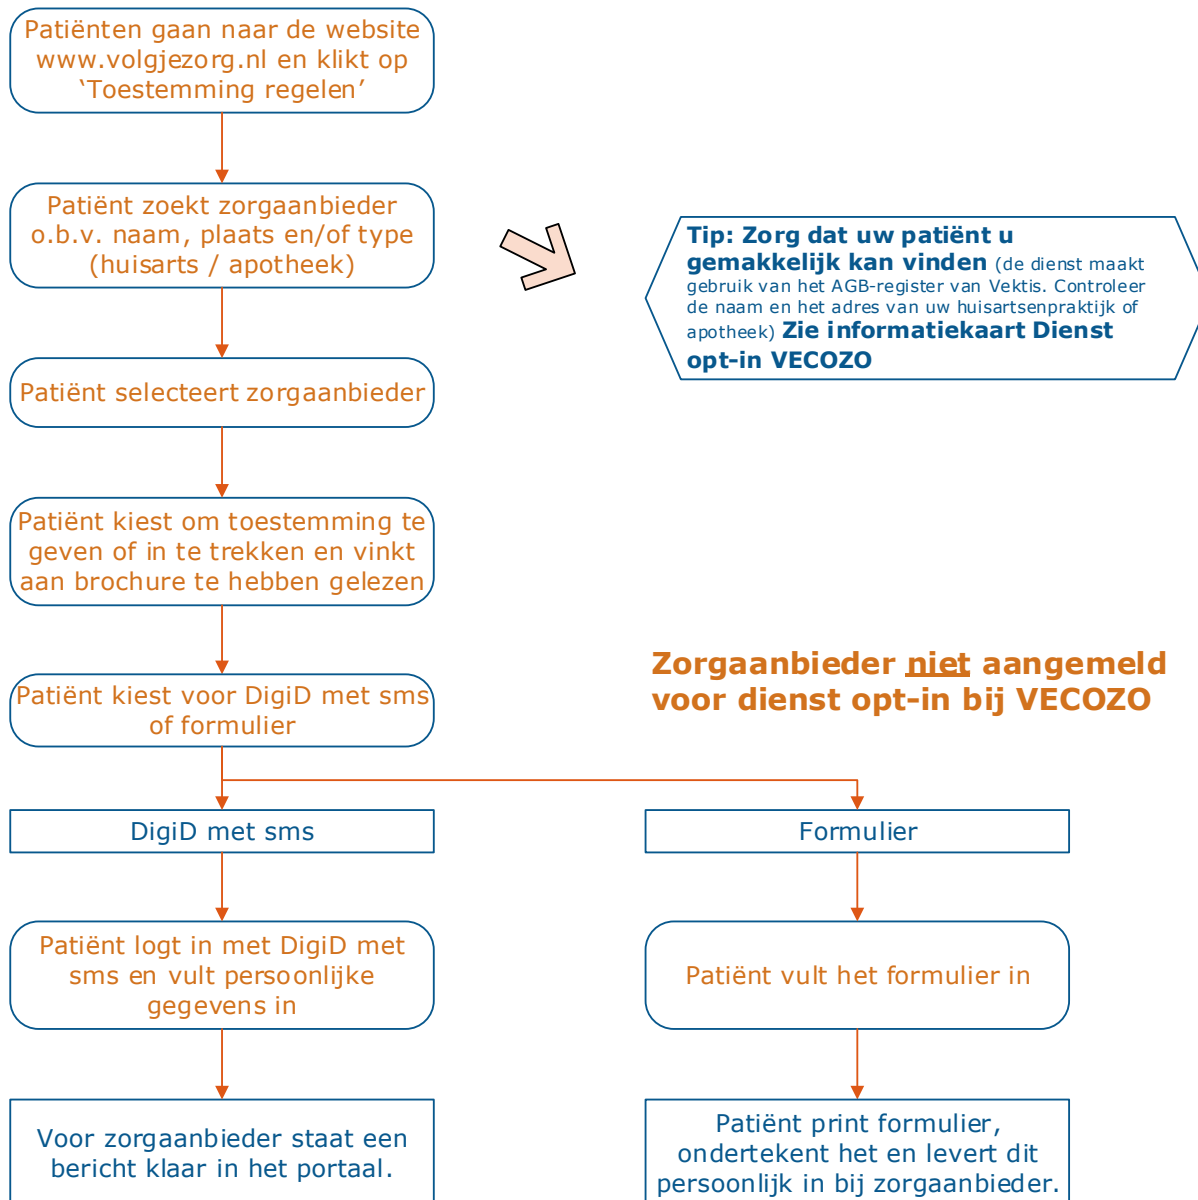 Patiënten gaan naar de website
www.volgjezorg.nl en klikt op
‘Toestemming regelen’
Patiënt zoekt zorgaanbieder
o.b.v. naam, plaats en/of type
(huisarts / apotheek)
Tip: Zorg dat uw patiënt u
gemakkelijk kan vinden (de dienst maakt
gebruik van het AGB-register van Vektis. Controleer
de naam en het adres van uw huisartsenpraktijk of
apotheek) Zie informatiekaart Dienst
opt-in VECOZO
Patiënt selecteert zorgaanbieder
Patiënt kiest om toestemming te
geven of in te trekken en vinkt
aan brochure te hebben gelezen
Zorgaanbieder niet aangemeld
voor dienst opt-in bij VECOZO
Patiënt kiest voor DigiD met sms
of formulier
DigiD met sms
Formulier
Patiënt logt in met DigiD met
sms en vult persoonlijke
gegevens in
Patiënt vult het formulier in
Voor zorgaanbieder staat een
bericht klaar in het portaal.
Patiënt print formulier,
ondertekent het en levert dit
persoonlijk in bij zorgaanbieder.